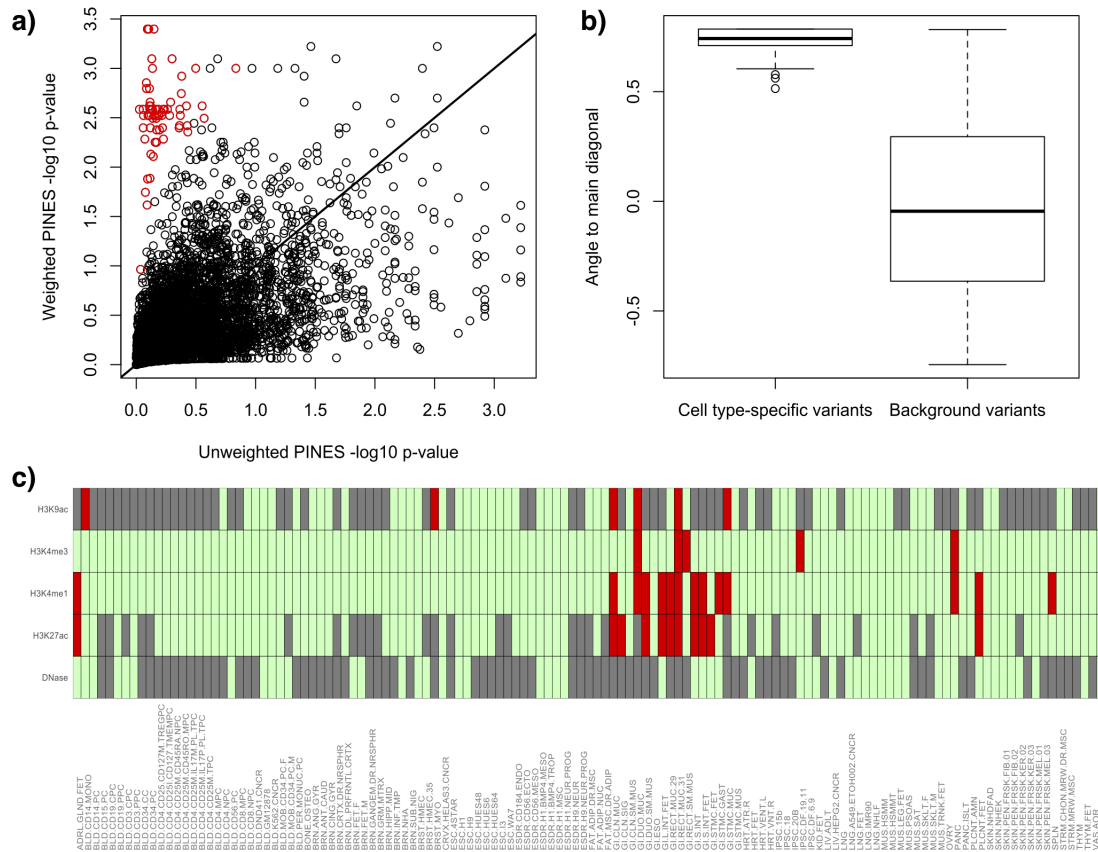 a)
Weighted PINES -log10 p-value
3.5
3.0
2.5
2.0
1.5
1.0
0.5
0.0
0.0 0.5 1.0 1.5 2.0 2.5 3.0
Unweighted PINES -log10 p-value
b)
Angle to main diagonal
0.5
0.0
-0.5
Cell type-specific variants Background variants
c)
H3K9ac
H3K4me3
H3K4me1
H3K27ac
DNase
ADRL.GLND.FET
BLD.CD14.MONO
BLD.CD14.PC
BLD.CD15.PC
BLD.CD19.CPC
BLD.CD19.PPC
BLD.CD3.CPC
BLD.CD3.PPC
BLD.CD34.CC
BLD.CD34.PC
BLD.CD4.CD25.CD127M.TREGPC
BLD.CD4.CD25I.CD127.TMEMPC
BLD.CD4.CD25M.CD45RA.NPC
BLD.CD4.CD25M.CD45RO.MPC
BLD.CD4.CD25M.IL17M.PL.TPC
BLD.CD4.CD25M.IL17P.PL.TPC
BLD.CD4.CD25M.TPC
BLD.CD4.MPC
BLD.CD4.NPC
BLD.CD56.PC
BLD.CD8.MPC
BLD.CD8.NPC
BLD.DND41.CNCR
BLD.GM12878
BLD.K562.CNCR
BLD.MOB.CD34.PC.F
BLD.MOB.CD34.PC.M
BLD.PER.MONUC.PC
BONE.OSTEO
BRN.ANG.GYR
BRN.ANT.CAUD
BRN.CING.GYR
BRN.CRTX.DR.NRSPHR
BRN.DL.PRFRNTL.CRTX
BRN.FET.F
BRN.FET.M
BRN.GANGEM.DR.NRSPHR
BRN.GRM.MTRX
BRN.HIPP.MID
BRN.INF.TMP
BRN.NHA
BRN.SUB.NIG
BRST.HMEC
BRST.HMEC.35
BRST.MYO
CRVX.HELAS3.CNCR
ESC.4STAR
ESC.H1
ESC.H9
ESC.HUES48
ESC.HUES6
ESC.HUES64
ESC.I3
ESC.WA7
ESDR.CD184.ENDO
ESDR.CD56.ECTO
ESDR.CD56.MESO
ESDR.H1.BMP4.MESO
ESDR.H1.BMP4.TROP
ESDR.H1.MSC
ESDR.H1.NEUR.PROG
ESDR.H9.NEUR
ESDR.H9.NEUR.PROG
FAT.ADIP.DR.MSC
FAT.ADIP.NUC
FAT.MSC.DR.ADIP
GI.CLN.MUC
GI.CLN.SIG
GI.CLN.SM.MUS
GI.DUO.MUC
GI.DUO.SM.MUS
GI.ESO
GI.L.INT.FET
GI.RECT.MUC.29
GI.RECT.MUC.31
GI.RECT.SM.MUS
GI.S.INT
GI.S.INT.FET
GI.STMC.FET
GI.STMC.GAST
GI.STMC.MUC
GI.STMC.MUS
HRT.ATR.R
HRT.FET
HRT.VENT.L
HRT.VNT.R
IPSC.15b
IPSC.18
IPSC.20B
IPSC.DF.19.11
IPSC.DF.6.9
KID.FET
LIV.ADLT
LIV.HEPG2.CNCR
LNG
LNG.A549.ETOH002.CNCR
LNG.FET
LNG.IMR90
LNG.NHLF
MUS.HSMM
MUS.HSMMT
MUS.LEG.FET
MUS.PSOAS
MUS.SAT
MUS.SKLT.F
MUS.SKLT.M
MUS.TRNK.FET
OVRY
PANC
PANC.ISLT
PLCNT.AMN
PLCNT.FET
SKIN.NHDFAD
SKIN.NHEK
SKIN.PEN.FRSK.FIB.01
SKIN.PEN.FRSK.FIB.02
SKIN.PEN.FRSK.KER.02
SKIN.PEN.FRSK.KER.03
SKIN.PEN.FRSK.MEL.01
SKIN.PEN.FRSK.MEL.03
SPLN
STRM.CHON.MRW.DR.MSC
STRM.MRW.MSC
THYM
THYM.FET
VAS.AOR